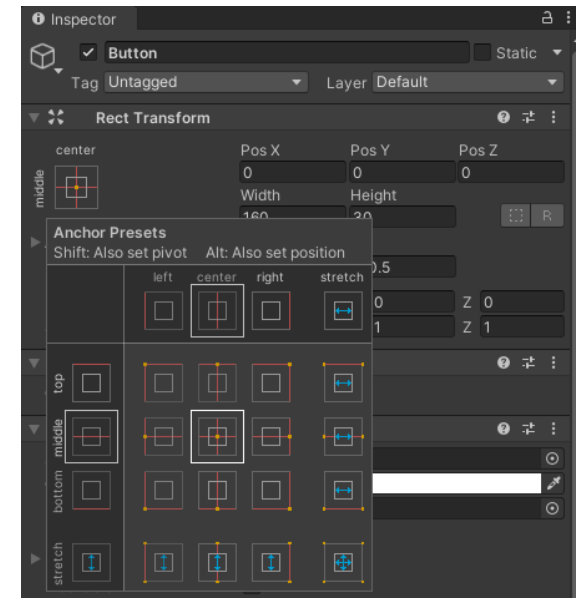 Inspector
Button
Static
Tag Untagged
Layer Default
Rect Transform
center
middle
Pos X Pos Y Pos Z
0 0 0
Width Height
160 30
R
Anchor Presets
Shift: Also set pivot Alt: Also set position
0.5
left center right stretch
0 Z 0
1 Z 1
top
middle
bottom
stretch